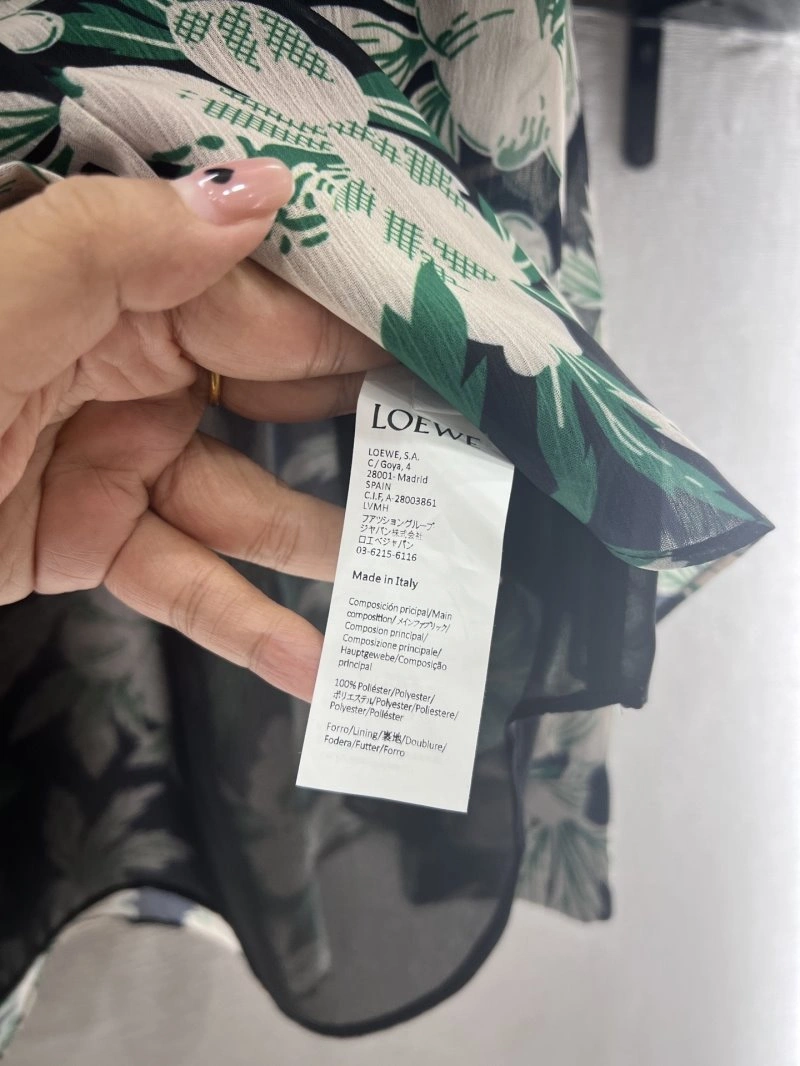 LOEWE
LOEWE, S.A.
C/ Goya, 4
28001- Madrid
SPAIN
C.I.F, A-28003861
LVMH
ファッショングループ
ジャパン株式会社
ロエベジャパン
03-6215-6116
Made in Italy
Composición pricipal/Main
composition/メインファブリック/
Composion principal/
Composizione principale/
Hauptgewebe/Composição
principal
100% Poliéster/Polyester/
ポリエステル/Polyester/Poliestere/
Polyester/Poliéster
Forro/Lining/裏地/Doublure/
Fodera/Futter/Forro